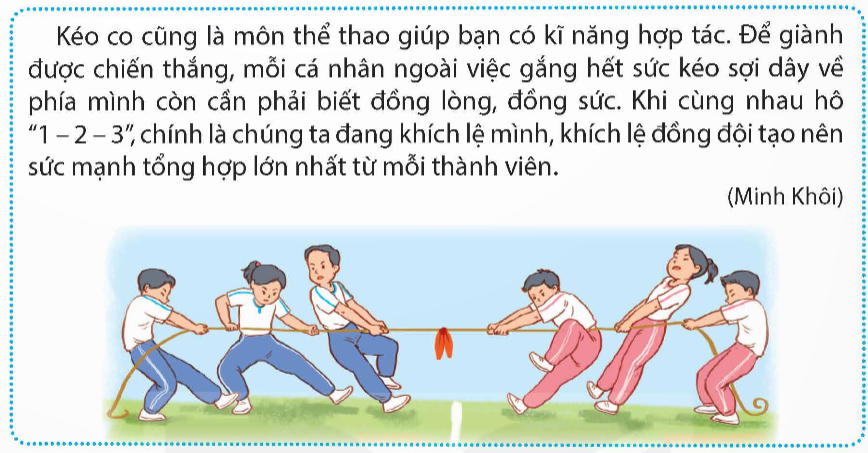 Kéo co cũng là môn thể thao giúp bạn có kĩ năng hợp tác. Để giành
được chiến thắng, mỗi cá nhân ngoài việc gắng hết sức kéo sợi dây về
phía mình còn cần phải biết đồng lòng, đồng sức. Khi cùng nhau hô
“1 – 2 – 3”, chính là chúng ta đang khích lệ mình, khích lệ đồng đội tạo nên
sức mạnh tổng hợp lớn nhất từ mỗi thành viên.
(Minh Khôi)